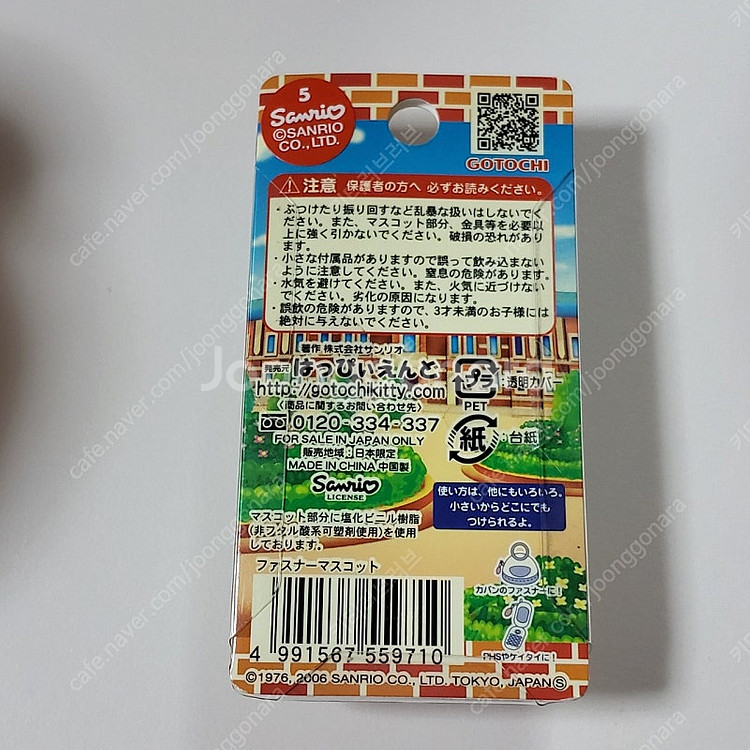 5
Sanrio
©SANRIO
CO., LTD.
GOTOCHI
注意 保護者の方へ 必ずお読みください。
・ぶつけたり振り回すなど乱暴な扱いはしないでく
ださい。また、マスコット部分、金具等を必要以
上に強く引かないでください。破損の恐れがあり
ます。
・小さな付属品がありますので誤って飲み込まない
ように注意してください。窒息の危険があります。
・水気を避けてください。また、火気に近づけない
でください。劣化の原因になります。
・誤飲の危険がありますので、3才未満のお子様には
絶対に与えないでください。
著作 株式会社サンリオ
発売元 はっぴぃえんど
http://gotochikitty.com
〈商品に関するお問い合わせ先〉
0120-334-337
FOR SALE IN JAPAN ONLY
販売地域：日本限定
MADE IN CHINA 中国製
Sanrio
LICENSE
プラ：透明カバー
PET
紙：台紙
マスコット部分に塩化ビニル樹脂
(非フタル酸系可塑剤使用)を使用
しております。
ファスナーマスコット
使い方は、他にもいろいろ。
小さいからどこにでも
つけられるよ。
カバンのファスナーに！
PHSやケイタイに！
4 991567 559710
©1976, 2006 SANRIO CO., LTD. TOKYO, JAPAN Ⓢ
cafe.naver.com/joonggonara